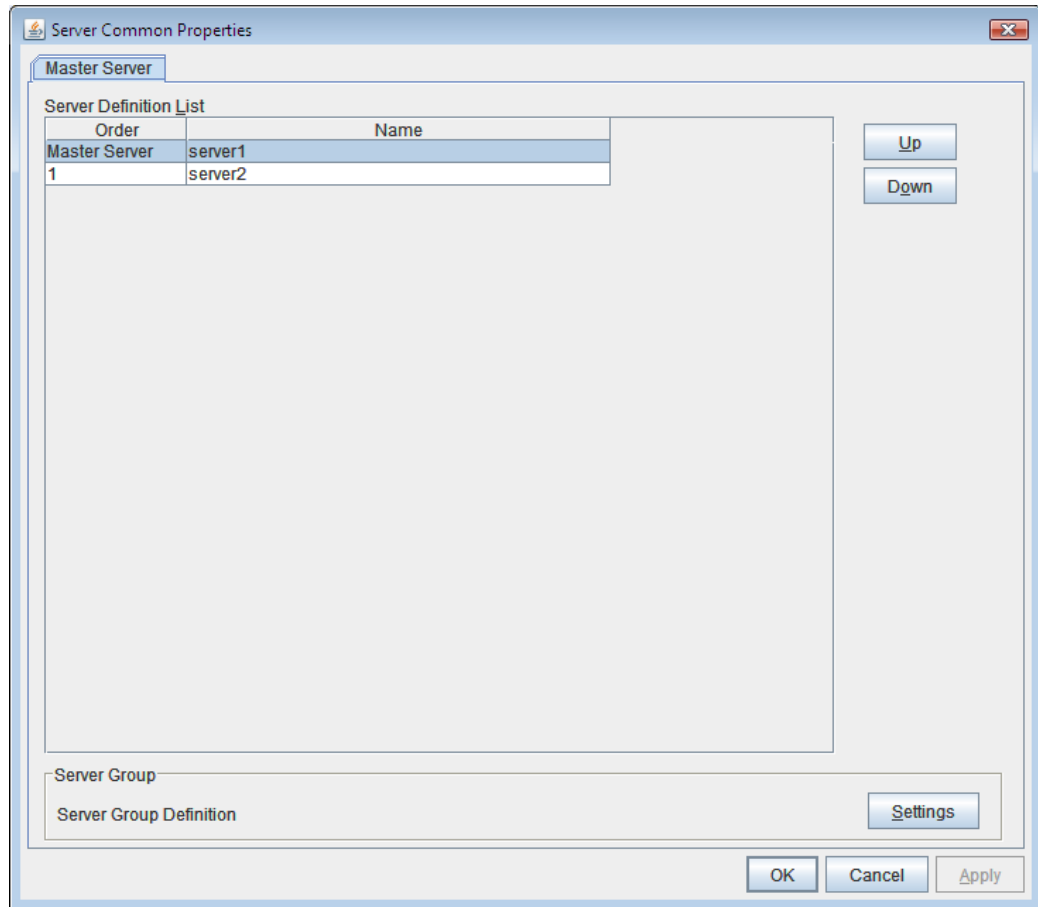 Server Common Properties
Master Server
Server Definition List
Order Name
Master Server server1
1 server2
Up
Down
Server Group
Server Group Definition
Settings
OK Cancel Apply